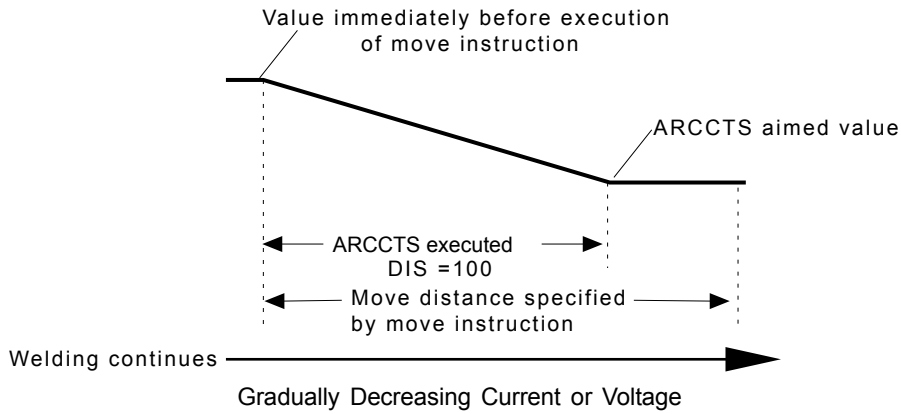 Value immediately before execution
of move instruction
ARCCTS aimed value
ARCCTS executed
DIS =100
Move distance specified
by move instruction
Welding continues
Gradually Decreasing Current or Voltage